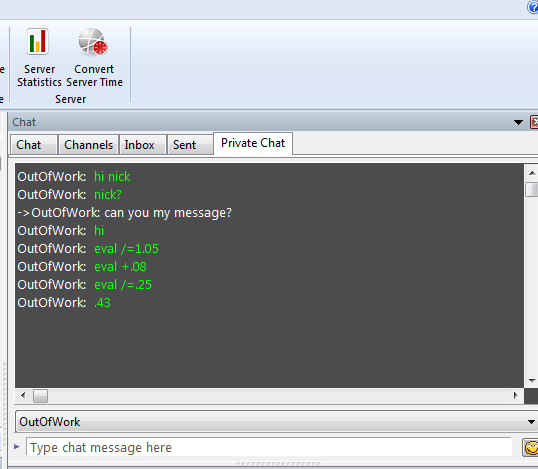 e
Server Statistics
Convert Server Time
e
Server
Chat
Chat Channels Inbox Sent Private Chat
OutOfWork: hi nick
OutOfWork: nick?
->OutOfWork: can you my message?
OutOfWork: hi
OutOfWork: eval /=1.05
OutOfWork: eval +.08
OutOfWork: eval /=.25
OutOfWork: .43
OutOfWork
Type chat message here